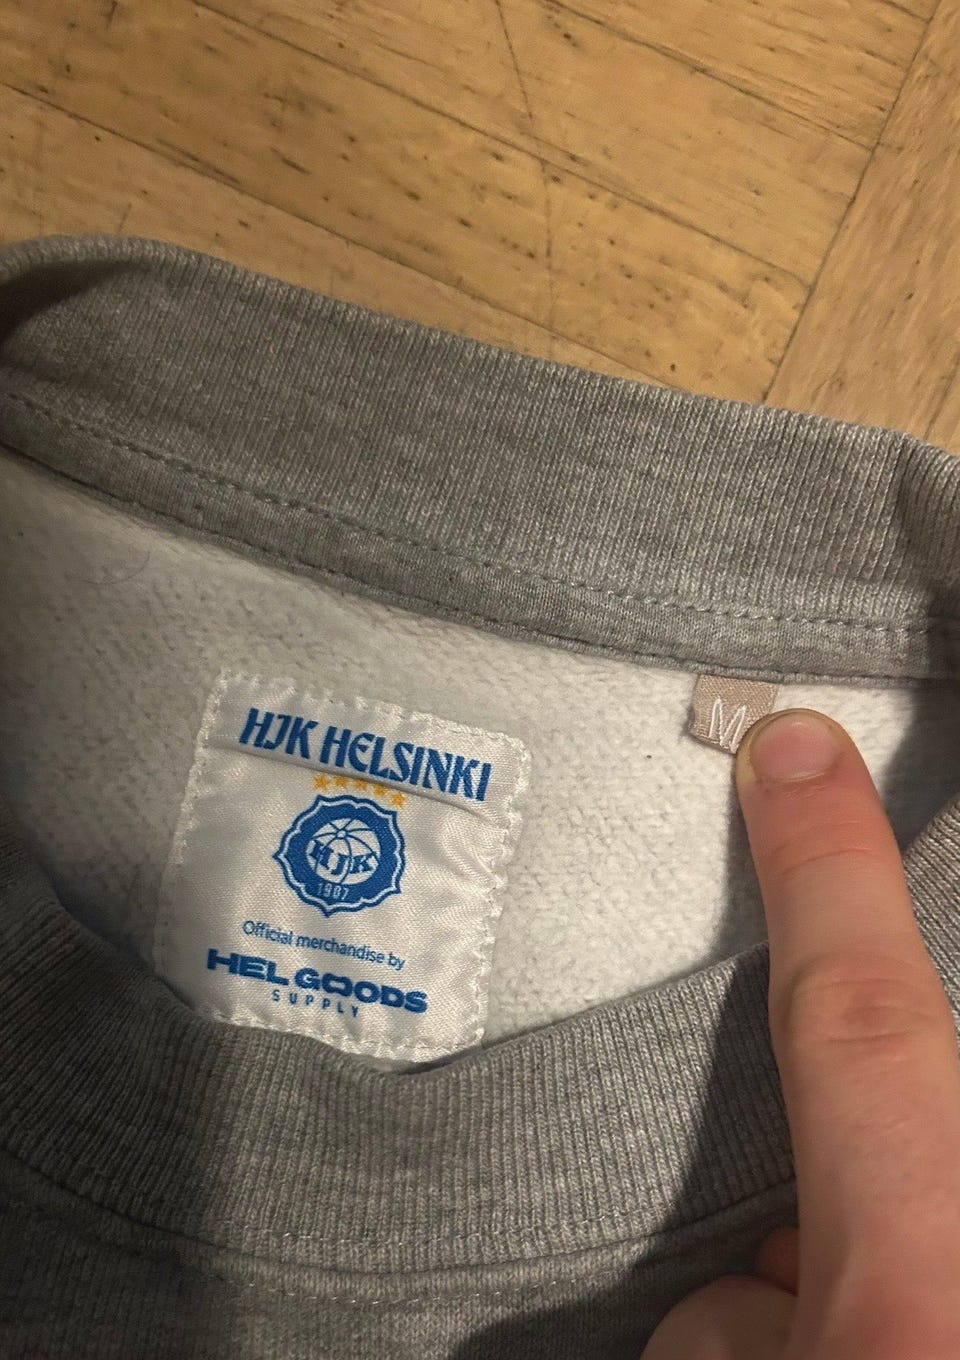 HJK HELSINKI
HJK
1907
Official merchandise by
HEL GOODS
SUPPLY
M